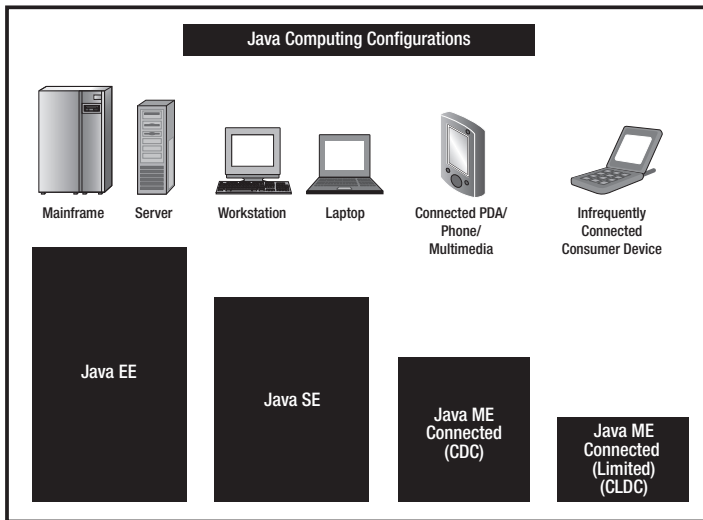 Java Computing Configurations
Mainframe
Server
Workstation
Laptop
Connected PDA/
Phone/
Multimedia
Infrequently
Connected
Consumer Device
Java EE
Java SE
Java ME
Connected
(CDC)
Java ME
Connected
(Limited)
(CLDC)